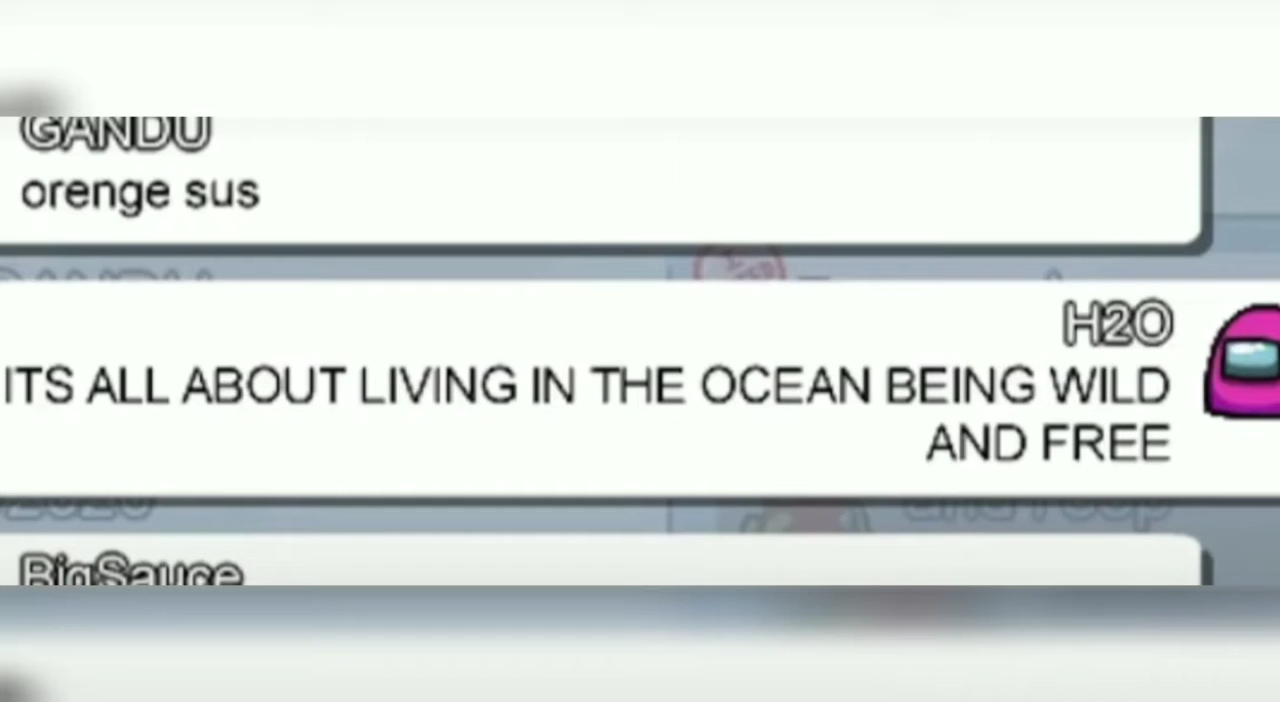 GANDU
orenge sus
H2O
ITS ALL ABOUT LIVING IN THE OCEAN BEING WILD
AND FREE
BigSauce